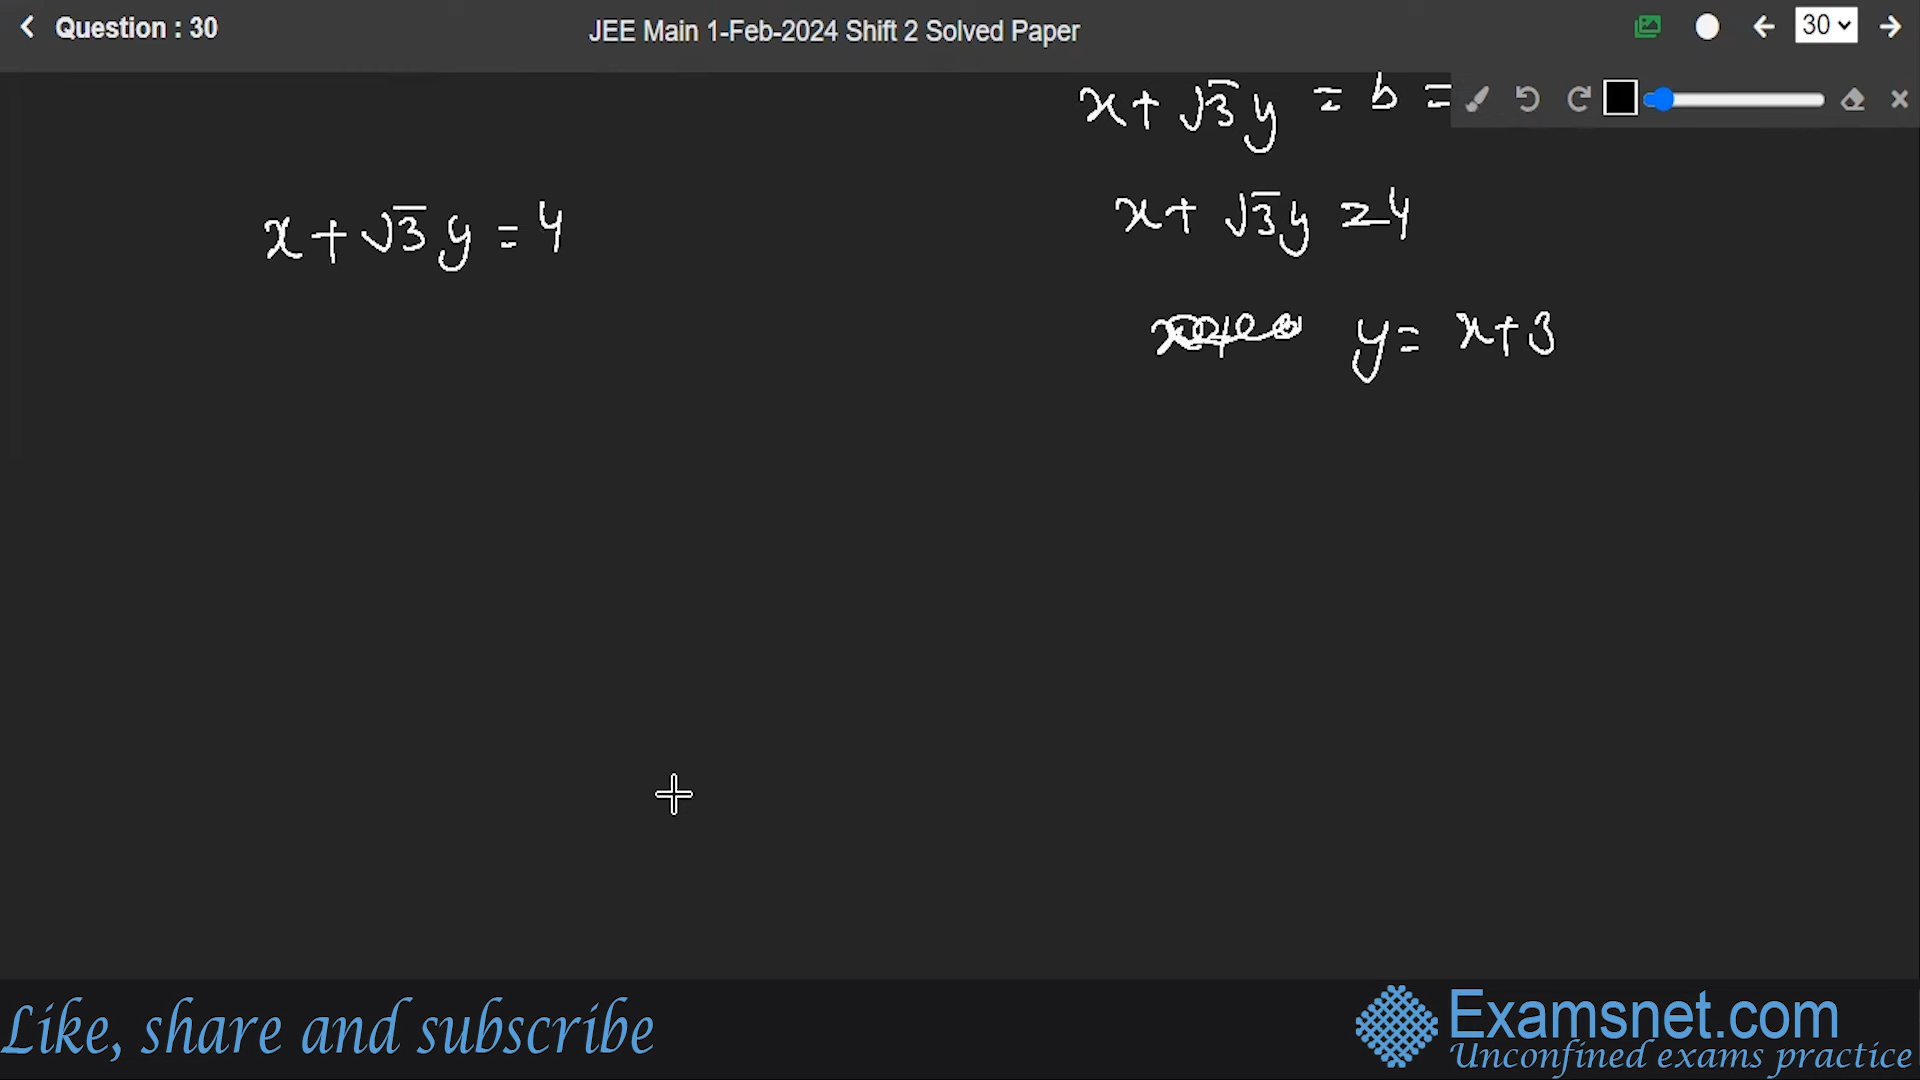 Question : 30
JEE Main 1-Feb-2024 Shift 2 Solved Paper
30
x + √3 y = b =
x + √3 y = 4
x + √3 y = 4
y = x + 3
Like, share and subscribe
Examsnet.com
Unconfined exams practice